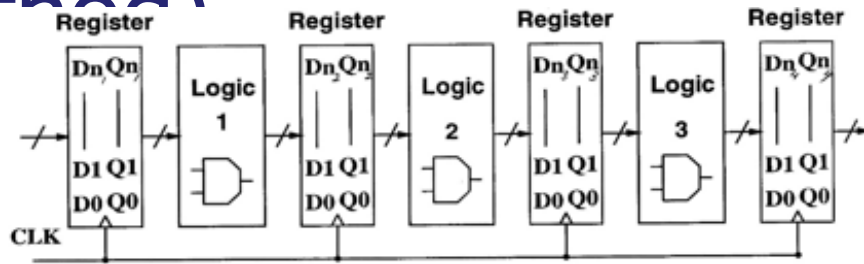 Register Register Register Register
Dn Qn Logic Dn Qn Logic Dn Qn Logic Dn Qn
1 2 3
D1 Q1 D1 Q1 D1 Q1 D1 Q1
D0 Q0 D0 Q0 D0 Q0 D0 Q0
CLK